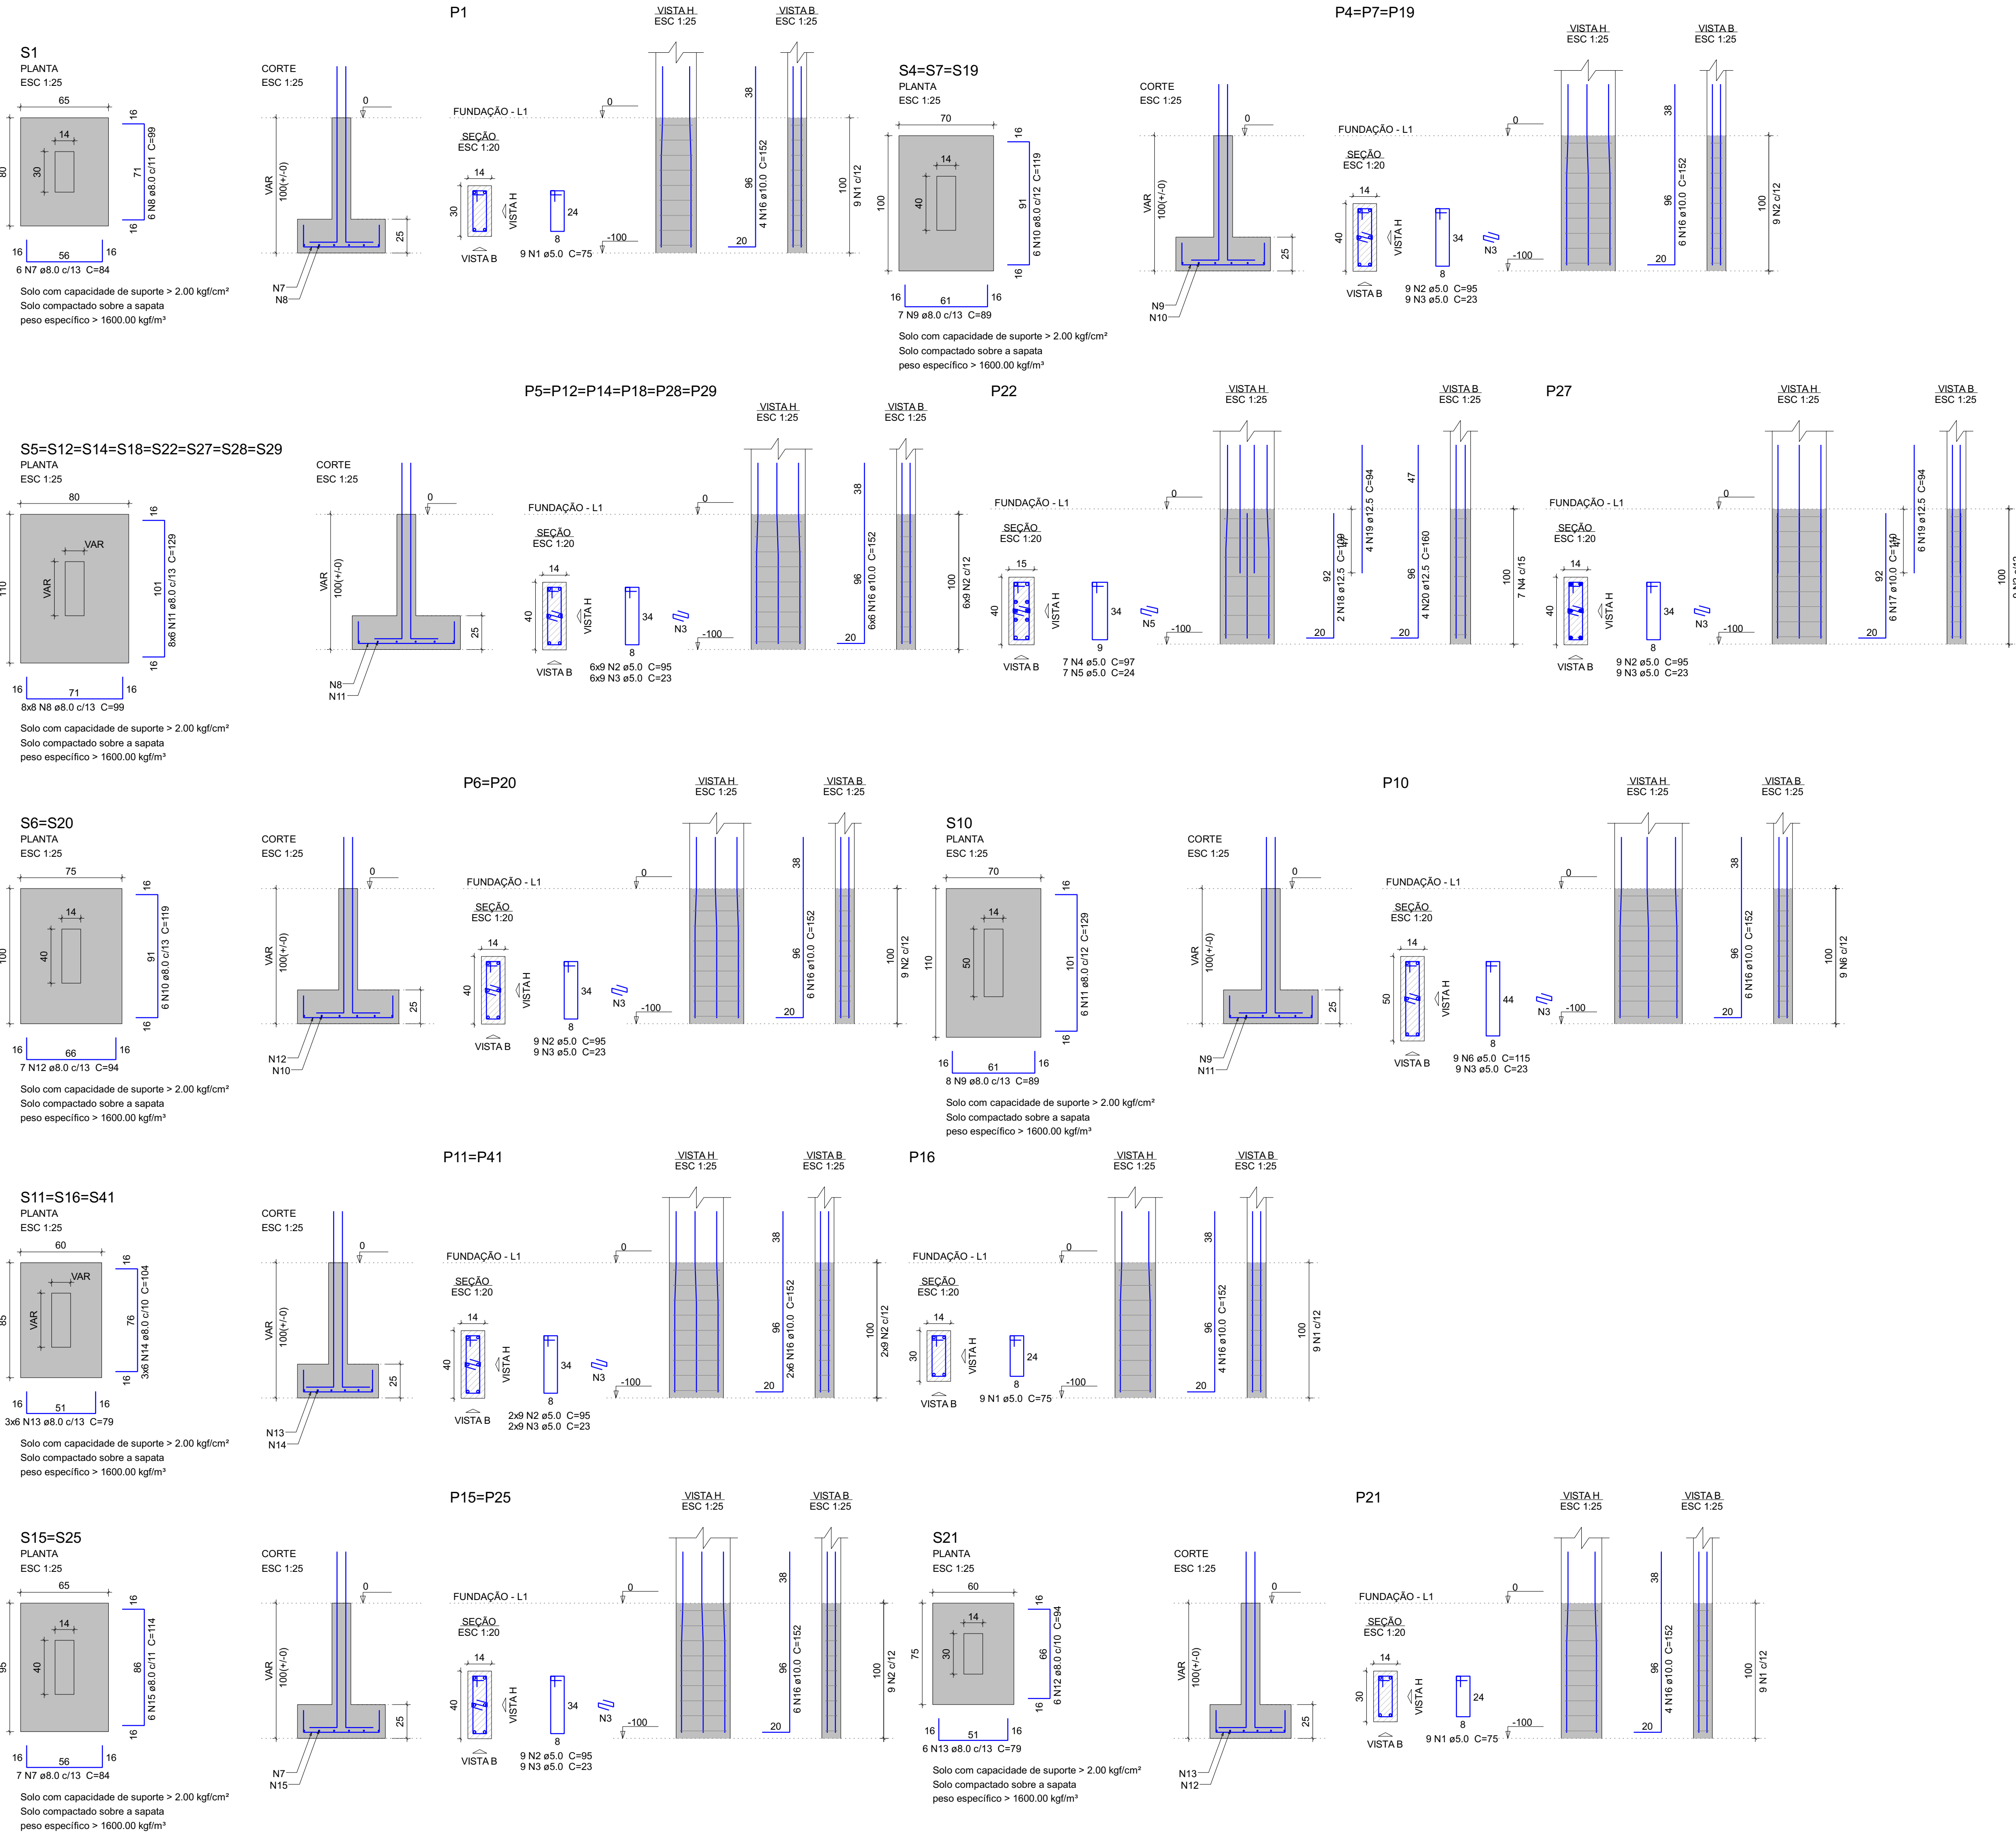 S1
PLANTA
ESC 1:25
65
14
30
80
16
71
6 N8 ø8.0 c/11 C=99
16
16
56
16
6 N7 ø8.0 c/13 C=84
Solo com capacidade de suporte > 2.00 kgf/cm²
Solo compactado sobre a sapata
peso específico > 1600.00 kgf/m³
CORTE
ESC 1:25
0
VAR
100(+/-0)
25
N7
N8
P1
FUNDAÇÃO - L1
SEÇÃO
ESC 1:20
14
30
VISTA H
VISTA B
24
8
9 N1 ø5.0 C=75
VISTA H
ESC 1:25
0
-100
38
96
4 N16 ø10.0 C=152
20
VISTA B
ESC 1:25
100
9 N1 c/12
S4=S7=S19
PLANTA
ESC 1:25
70
14
40
100
16
91
6 N10 ø8.0 c/12 C=119
16
16
61
16
7 N9 ø8.0 c/13 C=89
Solo com capacidade de suporte > 2.00 kgf/cm²
Solo compactado sobre a sapata
peso específico > 1600.00 kgf/m³
CORTE
ESC 1:25
0
VAR
100(+/-0)
25
N9
N10
P4=P7=P19
FUNDAÇÃO - L1
SEÇÃO
ESC 1:20
14
40
VISTA H
VISTA B
34
8
N3
9 N2 ø5.0 C=95
9 N3 ø5.0 C=23
VISTA H
ESC 1:25
0
-100
38
96
6 N16 ø10.0 C=152
20
VISTA B
ESC 1:25
100
9 N2 c/12
S5=S12=S14=S18=S22=S27=S28=S29
PLANTA
ESC 1:25
80
VAR
VAR
110
16
101
8x6 N11 ø8.0 c/13 C=129
16
16
71
16
8x8 N8 ø8.0 c/13 C=99
Solo com capacidade de suporte > 2.00 kgf/cm²
Solo compactado sobre a sapata
peso específico > 1600.00 kgf/m³
CORTE
ESC 1:25
0
VAR
100(+/-0)
25
N8
N11
P5=P12=P14=P18=P28=P29
FUNDAÇÃO - L1
SEÇÃO
ESC 1:20
14
40
VISTA H
VISTA B
34
8
N3
6x9 N2 ø5.0 C=95
6x9 N3 ø5.0 C=23
VISTA H
ESC 1:25
0
-100
38
96
6x6 N16 ø10.0 C=152
20
VISTA B
ESC 1:25
100
6x9 N2 c/12
P22
FUNDAÇÃO - L1
SEÇÃO
ESC 1:20
15
40
VISTA H
VISTA B
34
9
N5
7 N4 ø5.0 C=97
7 N5 ø5.0 C=24
VISTA H
ESC 1:25
0
-100
92
2 N18 ø12.5
20
47
4 N19 ø12.5 C=94
47
96
4 N20 ø12.5 C=160
20
VISTA B
ESC 1:25
100
7 N4 c/15
P27
FUNDAÇÃO - L1
SEÇÃO
ESC 1:20
14
40
VISTA H
VISTA B
34
8
N3
9 N2 ø5.0 C=95
9 N3 ø5.0 C=23
VISTA H
ESC 1:25
0
-100
92
6 N17 ø10.0
20
47
6 N19 ø12.5 C=94
VISTA B
ESC 1:25
100
S6=S20
PLANTA
ESC 1:25
75
14
40
100
16
91
6 N10 ø8.0 c/13 C=119
16
16
66
16
7 N12 ø8.0 c/13 C=94
Solo com capacidade de suporte > 2.00 kgf/cm²
Solo compactado sobre a sapata
peso específico > 1600.00 kgf/m³
CORTE
ESC 1:25
0
VAR
100(+/-0)
25
N12
N10
P6=P20
FUNDAÇÃO - L1
SEÇÃO
ESC 1:20
14
40
VISTA H
VISTA B
34
8
N3
9 N2 ø5.0 C=95
9 N3 ø5.0 C=23
VISTA H
ESC 1:25
0
-100
38
96
6 N16 ø10.0 C=152
20
VISTA B
ESC 1:25
100
9 N2 c/12
S10
PLANTA
ESC 1:25
70
14
50
110
16
101
6 N11 ø8.0 c/12 C=129
16
16
61
16
8 N9 ø8.0 c/13 C=89
Solo com capacidade de suporte > 2.00 kgf/cm²
Solo compactado sobre a sapata
peso específico > 1600.00 kgf/m³
CORTE
ESC 1:25
0
VAR
100(+/-0)
25
N9
N11
P10
FUNDAÇÃO - L1
SEÇÃO
ESC 1:20
14
50
VISTA H
VISTA B
44
8
N3
9 N6 ø5.0 C=115
9 N3 ø5.0 C=23
VISTA H
ESC 1:25
0
-100
38
96
6 N16 ø10.0 C=152
20
VISTA B
ESC 1:25
100
9 N6 c/12
S11=S16=S41
PLANTA
ESC 1:25
60
VAR
VAR
85
16
76
3x6 N14 ø8.0 c/10 C=104
16
16
51
16
3x6 N13 ø8.0 c/13 C=79
Solo com capacidade de suporte > 2.00 kgf/cm²
Solo compactado sobre a sapata
peso específico > 1600.00 kgf/m³
CORTE
ESC 1:25
0
VAR
100(+/-0)
25
N13
N14
P11=P41
FUNDAÇÃO - L1
SEÇÃO
ESC 1:20
14
40
VISTA H
VISTA B
34
8
N3
2x9 N2 ø5.0 C=95
2x9 N3 ø5.0 C=23
VISTA H
ESC 1:25
0
-100
38
96
2x6 N16 ø10.0 C=152
20
VISTA B
ESC 1:25
100
2x9 N2 c/12
P16
FUNDAÇÃO - L1
SEÇÃO
ESC 1:20
14
30
VISTA H
VISTA B
24
8
9 N1 ø5.0 C=75
VISTA H
ESC 1:25
0
-100
38
96
4 N16 ø10.0 C=152
20
VISTA B
ESC 1:25
100
9 N1 c/12
S15=S25
PLANTA
ESC 1:25
65
14
40
95
16
86
6 N15 ø8.0 c/11 C=114
16
16
56
16
7 N7 ø8.0 c/13 C=84
Solo com capacidade de suporte > 2.00 kgf/cm²
Solo compactado sobre a sapata
peso específico > 1600.00 kgf/m³
CORTE
ESC 1:25
0
VAR
100(+/-0)
25
N7
N15
P15=P25
FUNDAÇÃO - L1
SEÇÃO
ESC 1:20
14
40
VISTA H
VISTA B
34
8
N3
9 N2 ø5.0 C=95
9 N3 ø5.0 C=23
VISTA H
ESC 1:25
0
-100
38
96
6 N16 ø10.0 C=152
20
VISTA B
ESC 1:25
100
9 N2 c/12
S21
PLANTA
ESC 1:25
60
14
30
75
16
66
6 N12 ø8.0 c/10 C=94
16
16
51
16
6 N13 ø8.0 c/13 C=79
Solo com capacidade de suporte > 2.00 kgf/cm²
Solo compactado sobre a sapata
peso específico > 1600.00 kgf/m³
CORTE
ESC 1:25
0
VAR
100(+/-0)
25
N13
N12
P21
FUNDAÇÃO - L1
SEÇÃO
ESC 1:20
14
30
VISTA H
VISTA B
24
8
9 N1 ø5.0 C=75
VISTA H
ESC 1:25
0
-100
38
96
4 N16 ø10.0 C=152
20
VISTA B
ESC 1:25
100
9 N1 c/12